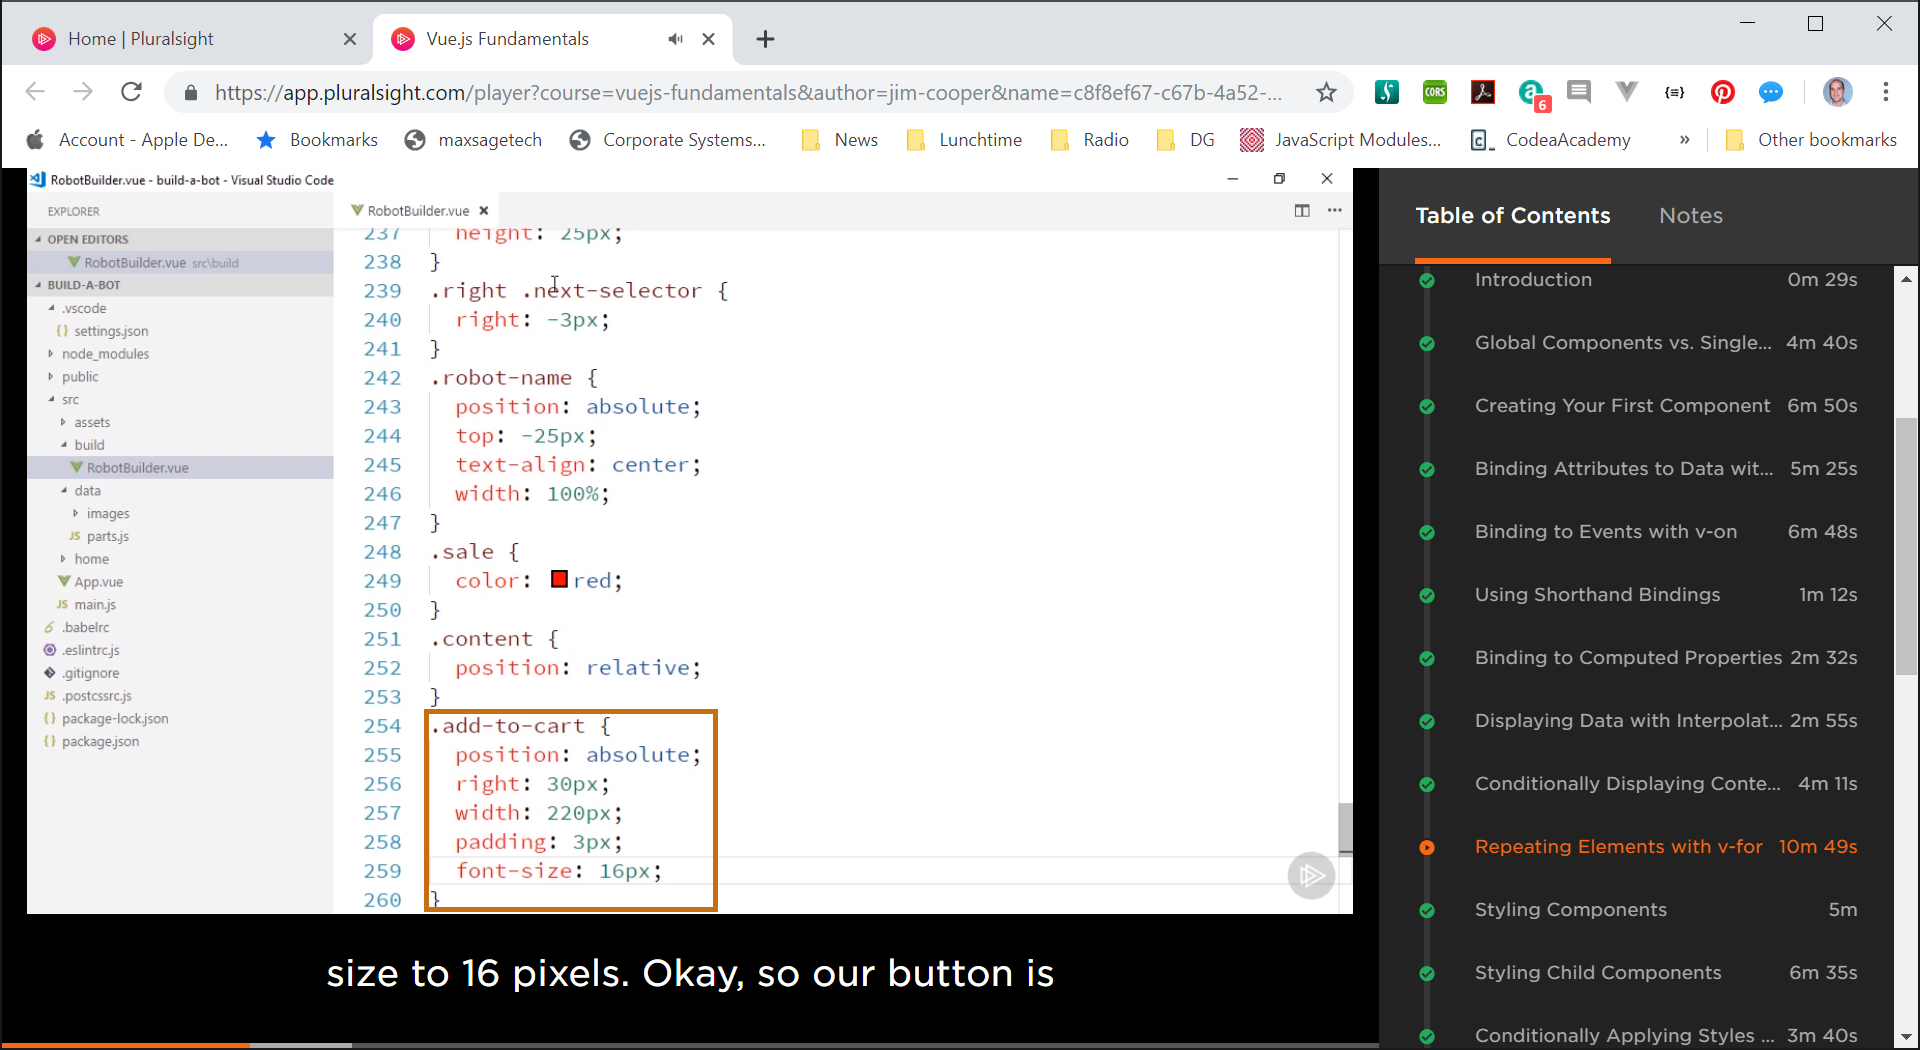 Home | Pluralsight
Vue.js Fundamentals
https://app.pluralsight.com/player?course=vuejs-fundamentals&author=jim-cooper&name=c8f8ef67-c67b-4a52-...
CORS
6
{≡}
Account - Apple De...
Bookmarks
maxsagetech
Corporate Systems...
News
Lunchtime
Radio
DG
JavaScript Modules...
CodeaAcademy
»
Other bookmarks
RobotBuilder.vue - build-a-bot - Visual Studio Code
EXPLORER
OPEN EDITORS
RobotBuilder.vue src\build
BUILD-A-BOT
.vscode
{} settings.json
node_modules
public
src
assets
build
RobotBuilder.vue
data
images
JS parts.js
home
App.vue
JS main.js
.babelrc
.eslintrc.js
.gitignore
JS .postcssrc.js
{} package-lock.json
{} package.json
RobotBuilder.vue
237 height: 25px;
238 }
239 .right .next-selector {
240 right: -3px;
241 }
242 .robot-name {
243 position: absolute;
244 top: -25px;
245 text-align: center;
246 width: 100%;
247 }
248 .sale {
249 color: red;
250 }
251 .content {
252 position: relative;
253 }
254 .add-to-cart {
255 position: absolute;
256 right: 30px;
257 width: 220px;
258 padding: 3px;
259 font-size: 16px;
260 }
size to 16 pixels. Okay, so our button is
Table of Contents
Notes
Introduction 0m 29s
Global Components vs. Single... 4m 40s
Creating Your First Component 6m 50s
Binding Attributes to Data wit... 5m 25s
Binding to Events with v-on 6m 48s
Using Shorthand Bindings 1m 12s
Binding to Computed Properties 2m 32s
Displaying Data with Interpolat... 2m 55s
Conditionally Displaying Conte... 4m 11s
Repeating Elements with v-for 10m 49s
Styling Components 5m
Styling Child Components 6m 35s
Conditionally Applying Styles ... 3m 40s